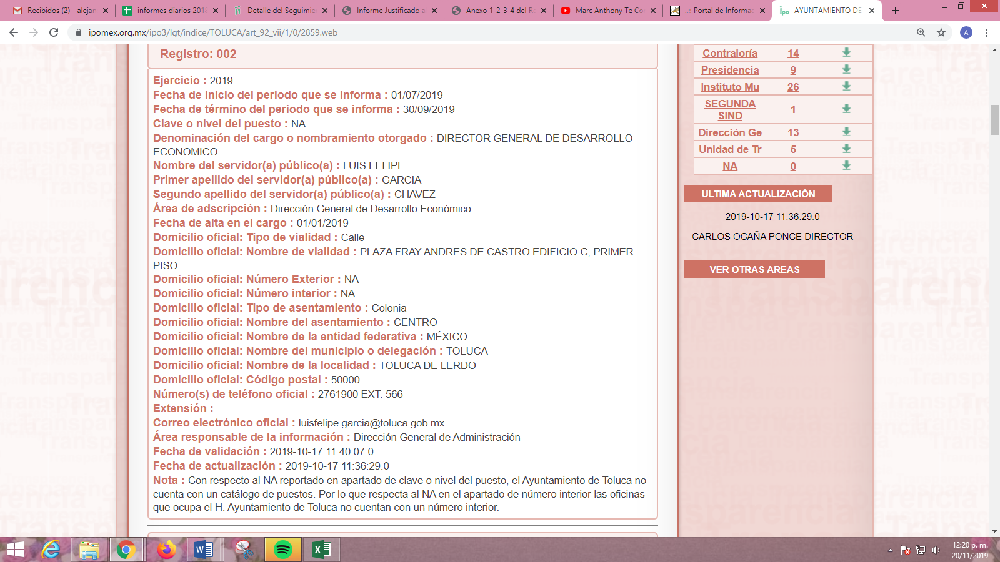 Recibidos (2) - alejan
informes diarios 2018
Detalle del Seguimie
Informe Justificado a
Anexo 1-2-3-4 del Re
Marc Anthony Te Co
..:: Portal de Informac
AYUNTAMIENTO DE
ipomex.org.mx/ipo3/lgt/indice/TOLUCA/art_92_vii/1/0/2859.web
A
Registro: 002
Ejercicio : 2019
Fecha de inicio del periodo que se informa : 01/07/2019
Fecha de término del periodo que se informa : 30/09/2019
Clave o nivel del puesto : NA
Denominación del cargo o nombramiento otorgado : DIRECTOR GENERAL DE DESARROLLO
ECONOMICO
Nombre del servidor(a) público(a) : LUIS FELIPE
Primer apellido del servidor(a) público(a) : GARCIA
Segundo apellido del servidor(a) público(a) : CHAVEZ
Área de adscripción : Dirección General de Desarrollo Económico
Fecha de alta en el cargo : 01/01/2019
Domicilio oficial: Tipo de vialidad : Calle
Domicilio oficial: Nombre de vialidad : PLAZA FRAY ANDRES DE CASTRO EDIFICIO C, PRIMER
PISO
Domicilio oficial: Número Exterior : NA
Domicilio oficial: Número interior : NA
Domicilio oficial: Tipo de asentamiento : Colonia
Domicilio oficial: Nombre del asentamiento : CENTRO
Domicilio oficial: Nombre de la entidad federativa : MÉXICO
Domicilio oficial: Nombre del municipio o delegación : TOLUCA
Domicilio oficial: Nombre de la localidad : TOLUCA DE LERDO
Domicilio oficial: Código postal : 50000
Número(s) de teléfono oficial : 2761900 EXT. 566
Extensión :
Correo electrónico oficial : luisfelipe.garcia@toluca.gob.mx
Área responsable de la información : Dirección General de Administración
Fecha de validación : 2019-10-17 11:40:07.0
Fecha de actualización : 2019-10-17 11:36:29.0
Nota : Con respecto al NA reportado en apartado de clave o nivel del puesto, el Ayuntamiento de Toluca no
cuenta con un catálogo de puestos. Por lo que respecta al NA en el apartado de número interior las oficinas
que ocupa el H. Ayuntamiento de Toluca no cuentan con un número interior.
Contraloría 14
Presidencia 9
Instituto Mu 26
SEGUNDA
SIND 1
Dirección Ge 13
Unidad de Tr 5
NA 0
ULTIMA ACTUALIZACIÓN
2019-10-17 11:36:29.0
CARLOS OCAÑA PONCE DIRECTOR
VER OTRAS AREAS
12:20 p. m.
20/11/2019